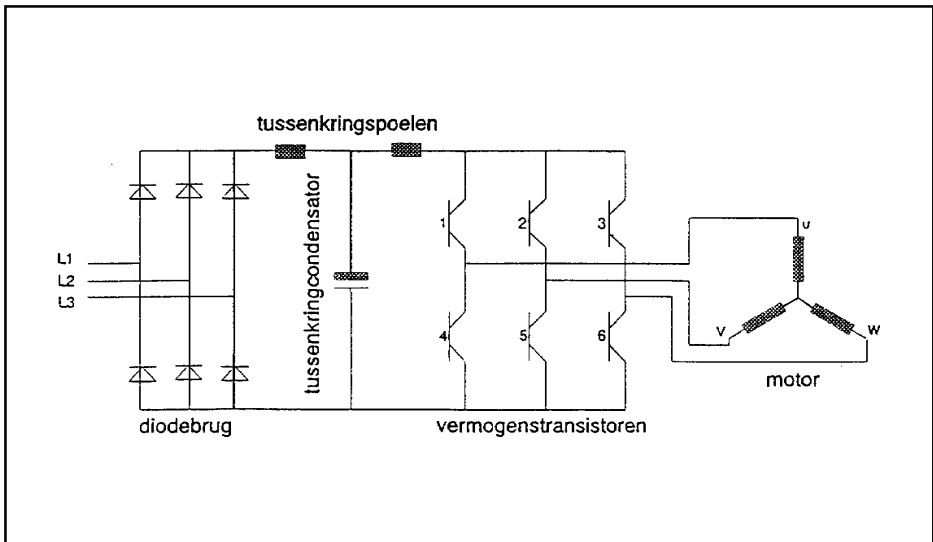 tussenkringspoelen
tussenkringcondensator
1
2
3
L1
L2
L3
4
5
6
U
V
W
motor
diodebrug
vermogenstransistoren